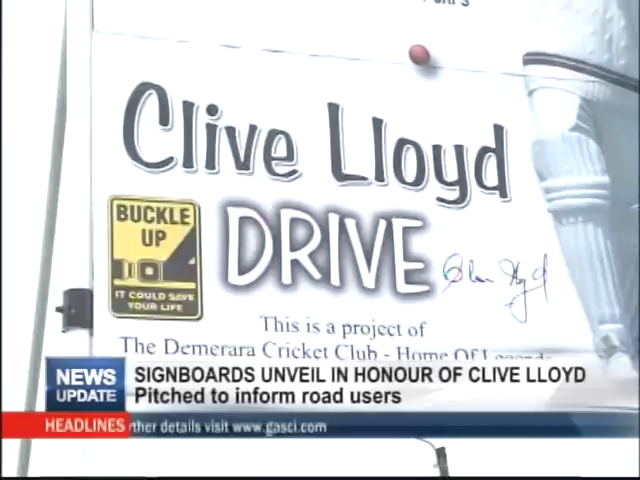 Clive Lloyd
DRIVE
BUCKLE
UP
IT COULD SAVE
YOUR LIFE
This is a project of
The Demerara Cricket Club - Home Of Legends
NEWS
UPDATE
SIGNBOARDS UNVEIL IN HONOUR OF CLIVE LLOYD
Pitched to inform road users
HEADLINES
rther details visit www.gasci.com